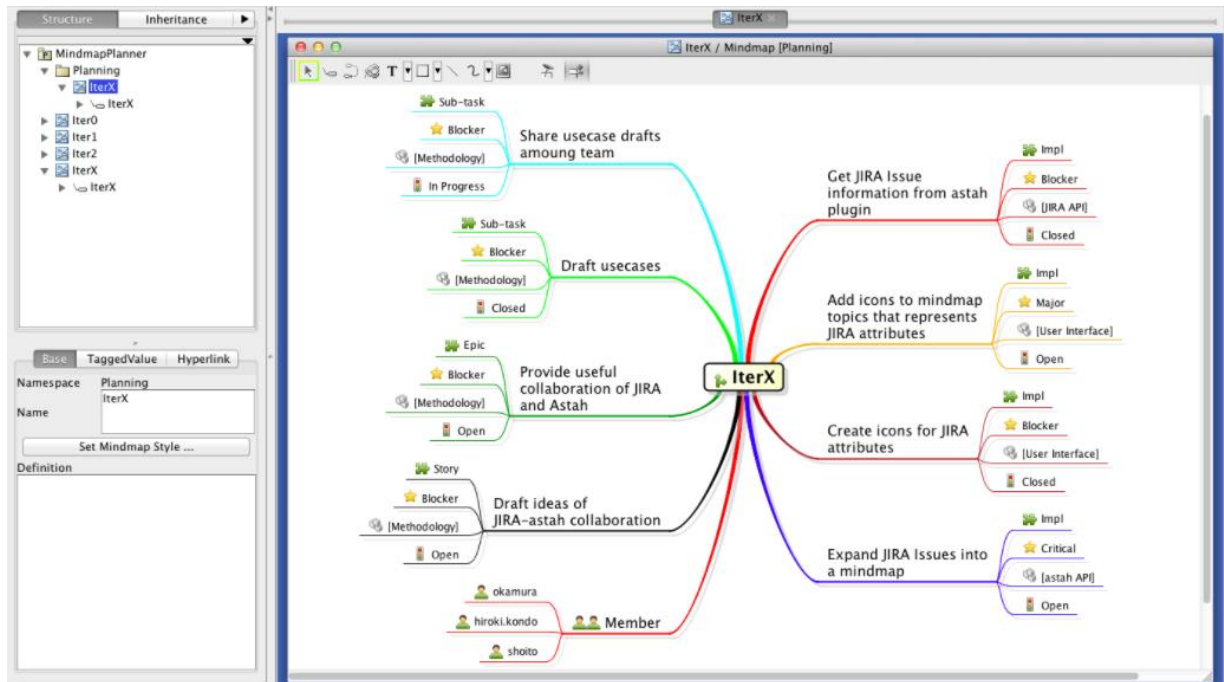 Structure
Inheritance
MindmapPlanner
Planning
IterX
IterX
Iter0
Iter1
Iter2
IterX
IterX
Base
TaggedValue
Hyperlink
Namespace
Planning
Name
IterX
Set Mindmap Style ...
Definition
IterX
IterX / Mindmap [Planning]
T
Sub-task
Blocker
[Methodology]
In Progress
Share usecase drafts
amoung team
Sub-task
Blocker
[Methodology]
Closed
Draft usecases
Epic
Blocker
[Methodology]
Open
Provide useful
collaboration of JIRA
and Astah
Story
Blocker
[Methodology]
Open
Draft ideas of
JIRA-astah collaboration
okamura
hiroki.kondo
shoito
Member
IterX
Get JIRA Issue
information from astah
plugin
Impl
Blocker
[JIRA API]
Closed
Add icons to mindmap
topics that represents
JIRA attributes
Impl
Major
[User Interface]
Open
Create icons for JIRA
attributes
Impl
Blocker
[User Interface]
Closed
Expand JIRA Issues into
a mindmap
Impl
Critical
[astah API]
Open